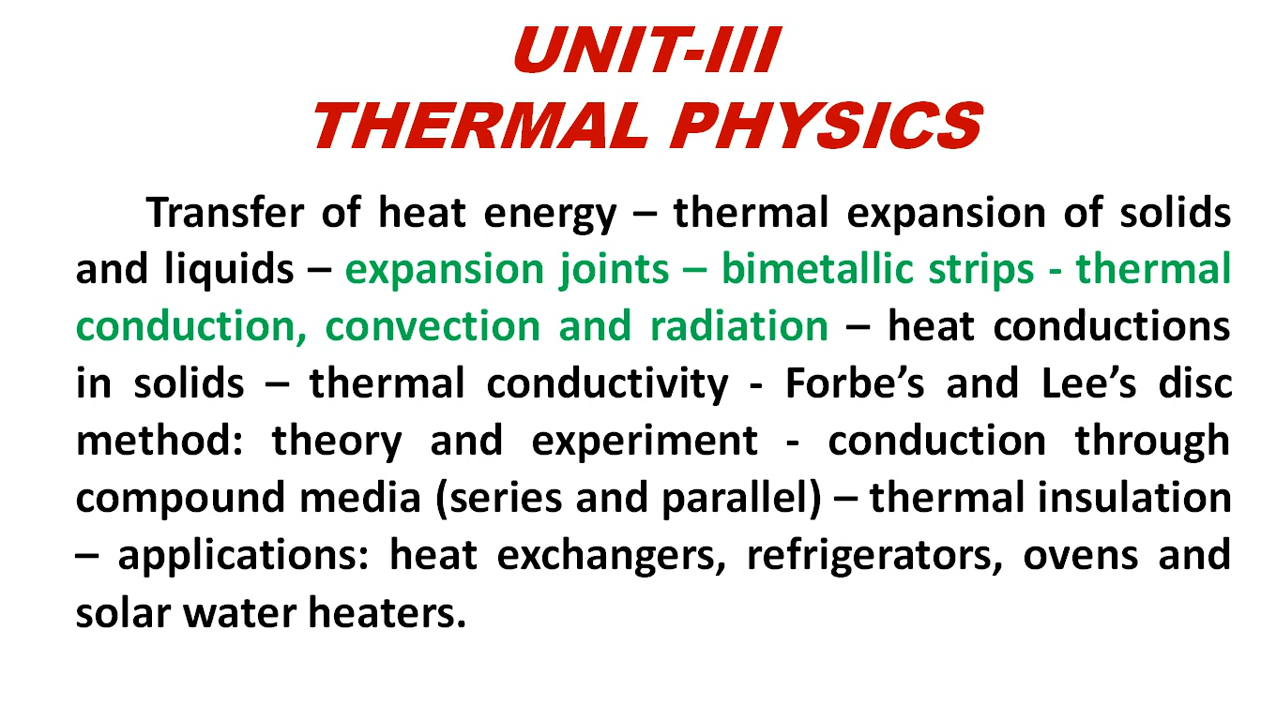 UNIT-III
THERMAL PHYSICS
Transfer of heat energy – thermal expansion of solids
and liquids – expansion joints – bimetallic strips - thermal
conduction, convection and radiation – heat conductions
in solids – thermal conductivity - Forbe’s and Lee’s disc
method: theory and experiment - conduction through
compound media (series and parallel) – thermal insulation
– applications: heat exchangers, refrigerators, ovens and
solar water heaters.